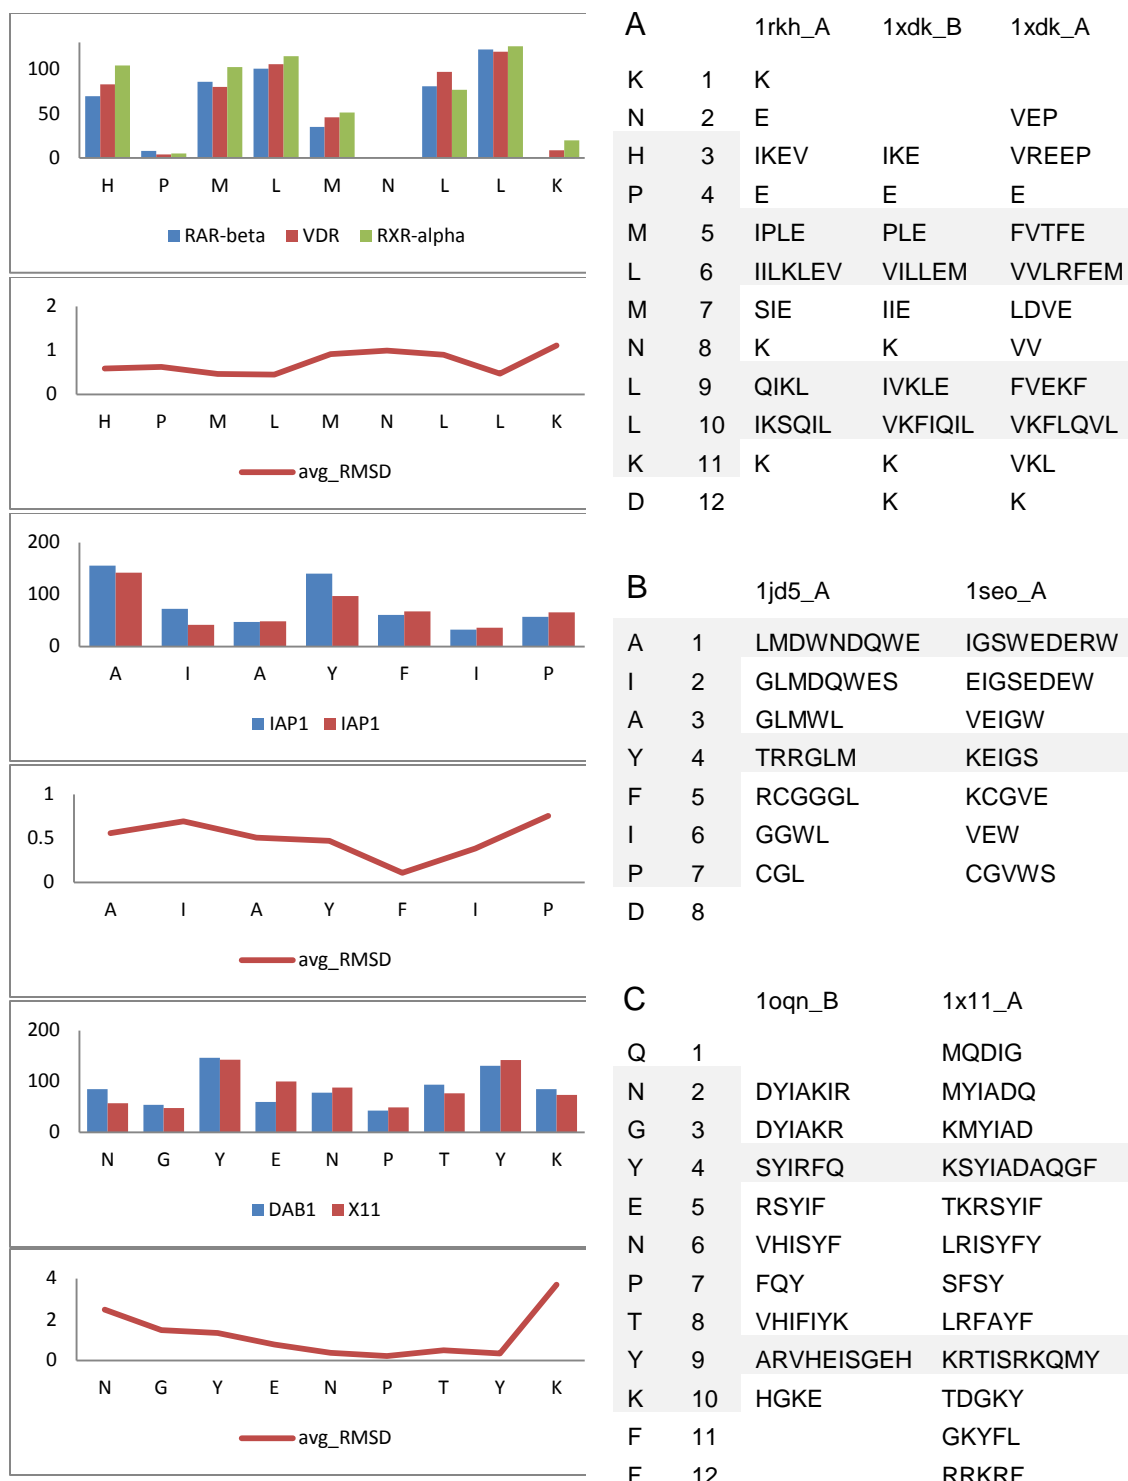 100
50
0
H P M L M N L L K
RAR-beta VDR RXR-alpha
2
1
0
H P M L M N L L K
avg_RMSD
200
100
0
A I A Y F I P
IAP1 IAP1
1
0.5
0
A I A Y F I P
avg_RMSD
200
100
0
N G Y E N P T Y K
DAB1 X11
4
2
0
N G Y E N P T Y K
avg_RMSD
A 1rkh_A 1xdk_B 1xdk_A
K 1 K
N 2 E VEP
H 3 IKEV IKE VREEP
P 4 E E E
M 5 IPLE PLE FVTFE
L 6 IILKLEV VILLEM VVLRFEM
M 7 SIE IIE LDVE
N 8 K K VV
L 9 QIKL IVKLE FVEKF
L 10 IKSQIL VKFIQIL VKFLQVL
K 11 K K VKL
D 12 K K
B 1jd5_A 1seo_A
A 1 LMDWNDQWE IGSWEDERW
I 2 GLMDQWES EIGSEDEW
A 3 GLMWL VEIGW
Y 4 TRRGLM KEIGS
F 5 RCGGGL KCGVE
I 6 GGWL VEW
P 7 CGL CGVWS
D 8
C 1oqn_B 1x11_A
Q 1 MQDIG
N 2 DYIAKIR MYIADQ
G 3 DYIAKR KMYIAD
Y 4 SYIRFQ KSYIADAQGF
E 5 RSYIF TKRSYIF
N 6 VHISYF LRISYFY
P 7 FQY SFSY
T 8 VHIFIYK LRFAYF
Y 9 ARVHEISGEH KRTISRKQMY
K 10 HGKE TDGKY
F 11 GKYFL
12